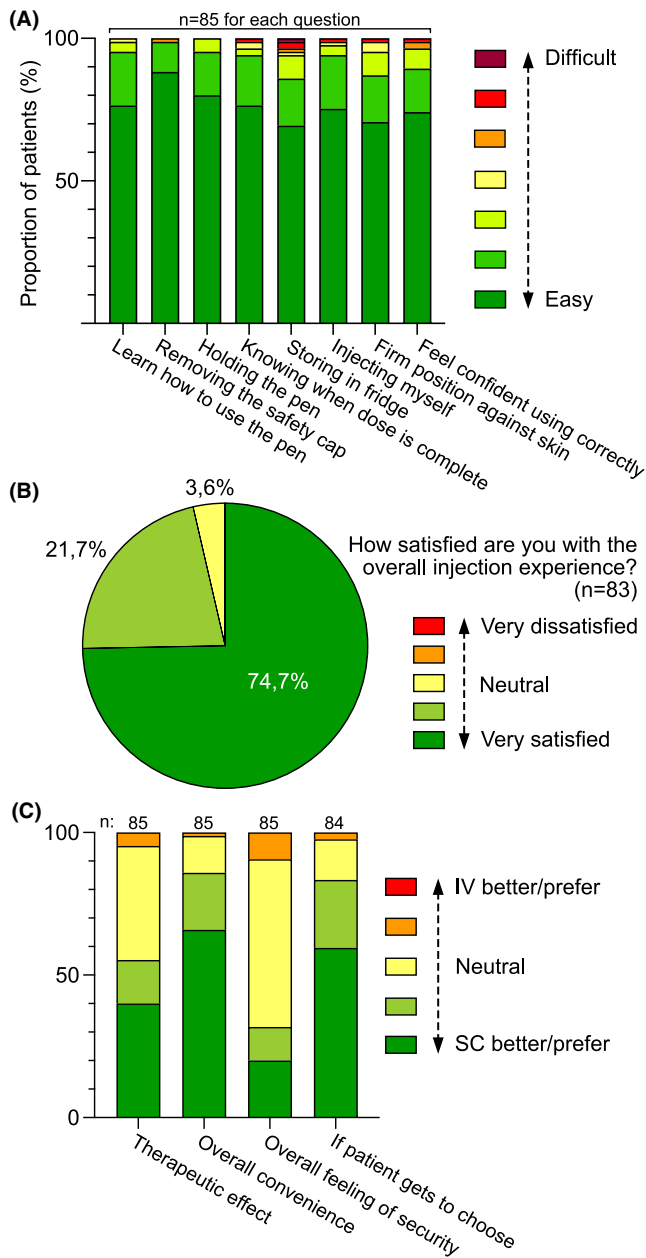 (A)
n=85 for each question
Proportion of patients (%)
100
50
Learn how to use the pen
Removing the safety cap
Holding the pen
Knowing when dose is complete
Storing in fridge
Injecting myself
Firm position against skin
Feel confident using correctly
Difficult
Easy
(B)
3,6%
21,7%
74,7%
How satisfied are you with the
overall injection experience?
(n=83)
Very dissatisfied
Neutral
Very satisfied
(C)
n: 85 85 85 84
100
50
0
Therapeutic effect
Overall convenience
Overall feeling of security
If patient gets to choose
IV better/prefer
Neutral
SC better/prefer